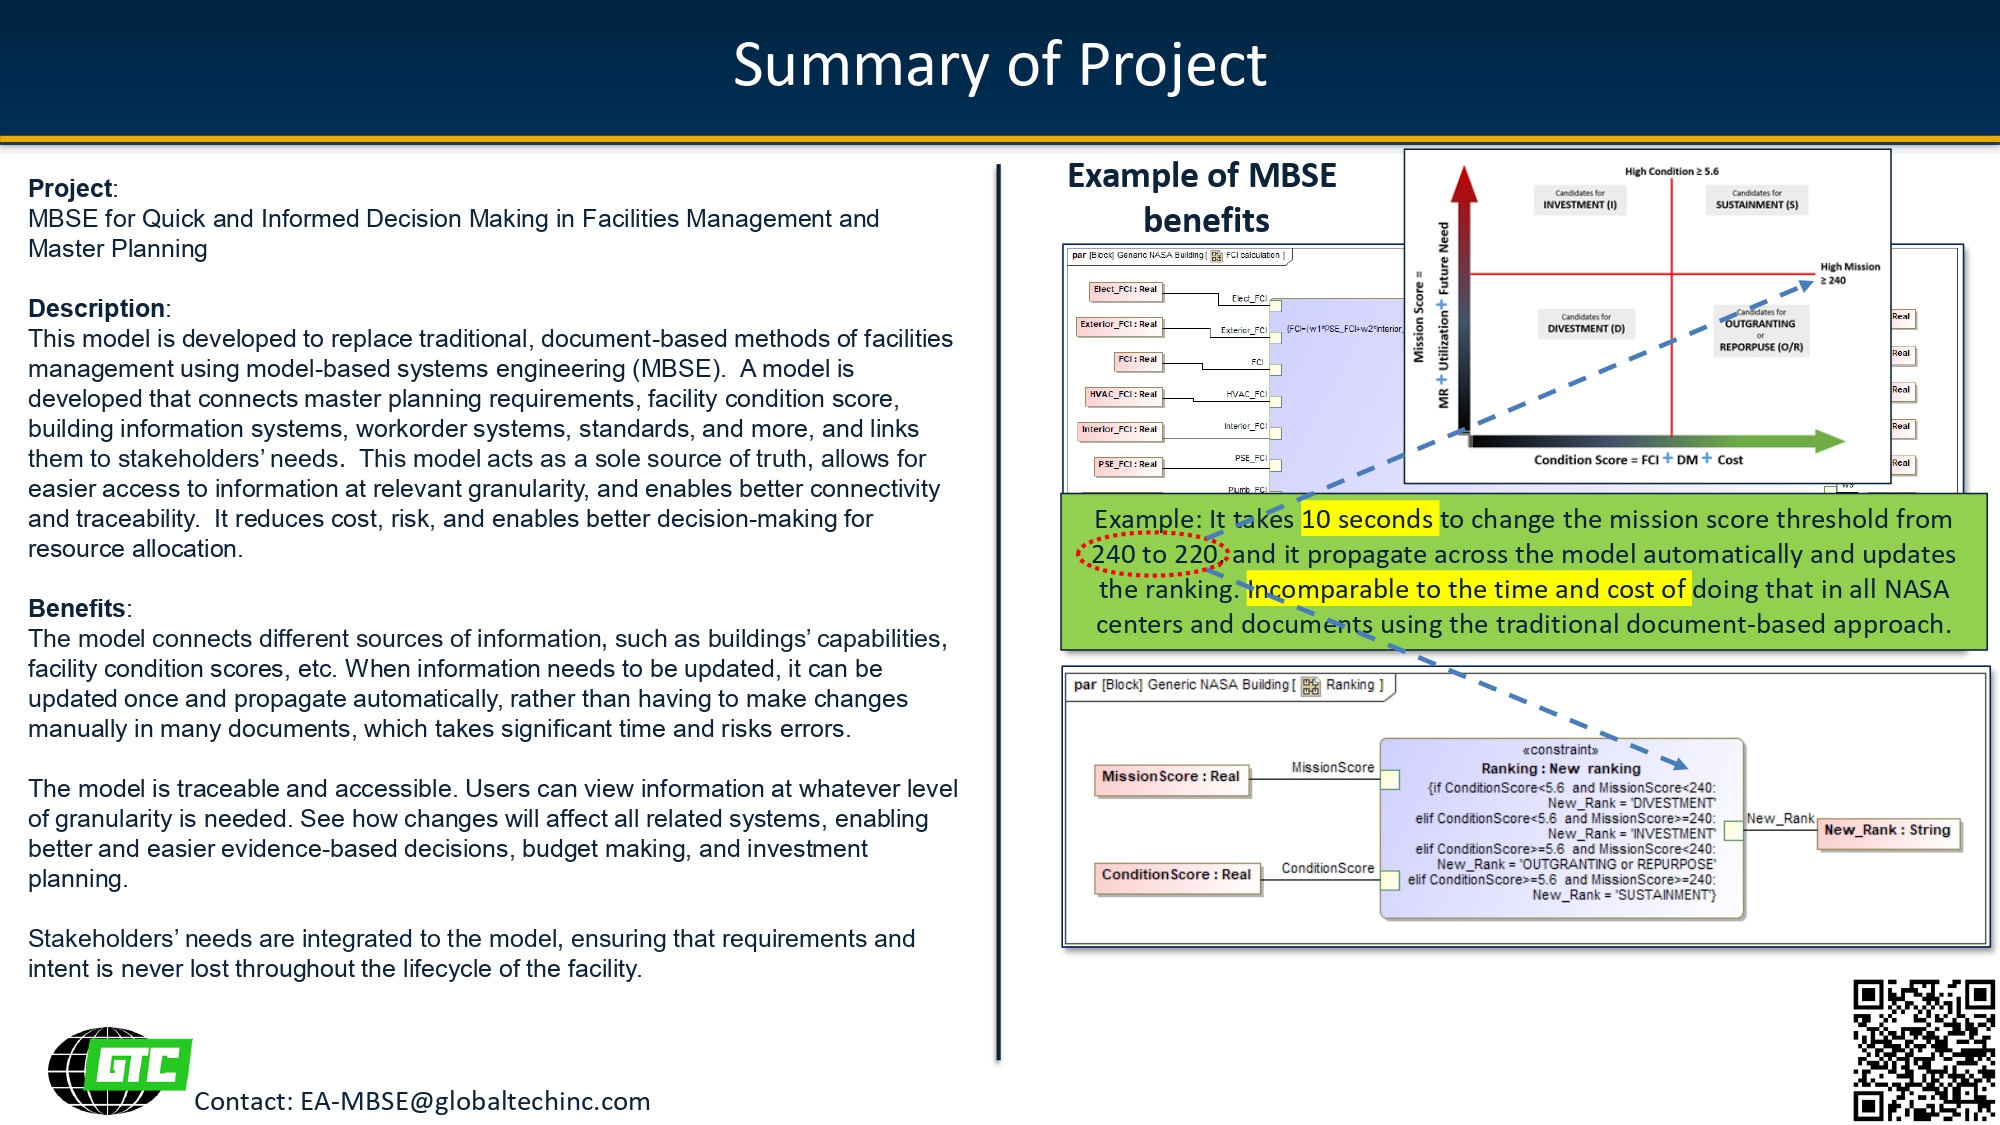 Summary of Project
Project:
MBSE for Quick and Informed Decision Making in Facilities Management and
Master Planning
Description:
This model is developed to replace traditional, document-based methods of facilities
management using model-based systems engineering (MBSE).  A model is
developed that connects master planning requirements, facility condition score,
building information systems, workorder systems, standards, and more, and links
them to stakeholders’ needs.  This model acts as a sole source of truth, allows for
easier access to information at relevant granularity, and enables better connectivity
and traceability.  It reduces cost, risk, and enables better decision-making for
resource allocation.
Benefits:
The model connects different sources of information, such as buildings’ capabilities,
facility condition scores, etc. When information needs to be updated, it can be
updated once and propagate automatically, rather than having to make changes
manually in many documents, which takes significant time and risks errors.
The model is traceable and accessible. Users can view information at whatever level
of granularity is needed. See how changes will affect all related systems, enabling
better and easier evidence-based decisions, budget making, and investment
planning.
Stakeholders’ needs are integrated to the model, ensuring that requirements and
intent is never lost throughout the lifecycle of the facility.
GTC
Contact: EA-MBSE@globaltechinc.com
Example of MBSE
benefits
par [Block] Generic NASA Building [ FCI calculation ]
Elect_FCI : Real
Elect_FCI
Exterior_FCI : Real
Exterior_FCI
FCI : Real
FCI
HVAC_FCI : Real
HVAC_FCI
Interior_FCI : Real
Interior_FCI
PSE_FCI : Real
PSE_FCI
Plumb_FCI
{FCI=(w1*PSE_FCI+w2*Interior_
Real
Real
Real
Real
Real
w9
High Condition ≥ 5.6
Candidates for
INVESTMENT (I)
Candidates for
SUSTAINMENT (S)
High Mission
≥ 240
Candidates for
DIVESTMENT (D)
Candidates for
OUTGRANTING
or
REPORPUSE (O/R)
Mission Score =
MR + Utilization + Future Need
Condition Score = FCI + DM + Cost
Example: It takes 10 seconds to change the mission score threshold from
240 to 220, and it propagate across the model automatically and updates
the ranking. Incomparable to the time and cost of doing that in all NASA
centers and documents using the traditional document-based approach.
par [Block] Generic NASA Building [ Ranking ]
MissionScore : Real
MissionScore
ConditionScore : Real
ConditionScore
«constraint»
Ranking : New ranking
{if ConditionScore<5.6 and MissionScore<240:
New_Rank = 'DIVESTMENT'
elif ConditionScore<5.6 and MissionScore>=240:
New_Rank = 'INVESTMENT'
elif ConditionScore>=5.6 and MissionScore<240:
New_Rank = 'OUTGRANTING or REPURPOSE'
elif ConditionScore>=5.6 and MissionScore>=240:
New_Rank = 'SUSTAINMENT'}
New_Rank
New_Rank : String